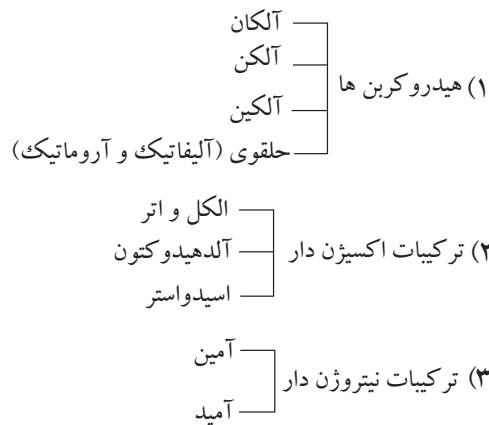 آلکان
آلکن
۱) هیدروکربن ها
آلکین
حلقوی (آلیفاتیک و آروماتیک)
الکل و اتر
۲) ترکیبات اکسیژن دار
آلدهیدوکتون
اسیدواستر
آمین
۳) ترکیبات نیتروژن دار
آمید